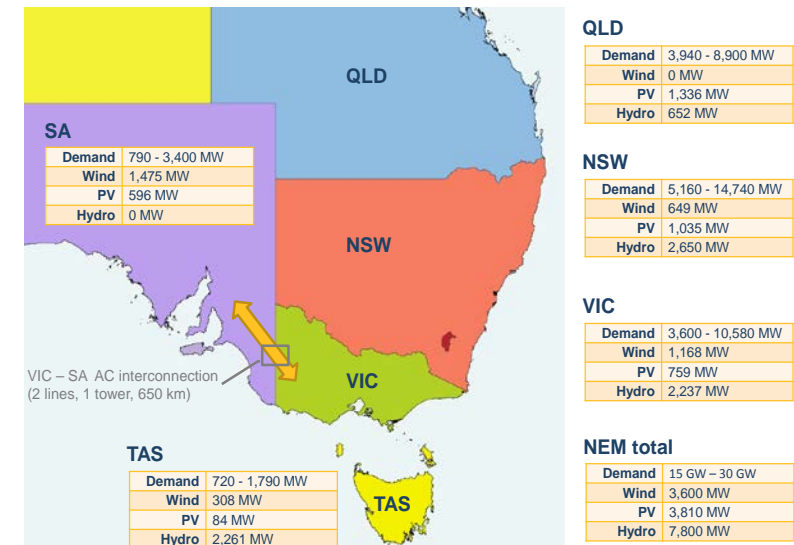 QLD
SA
Demand 790 - 3,400 MW
Wind 1,475 MW
PV 596 MW
Hydro 0 MW
NSW
VIC – SA AC interconnection
(2 lines, 1 tower, 650 km)
VIC
TAS
Demand 720 - 1,790 MW
Wind 308 MW
PV 84 MW
Hydro 2,261 MW
TAS
QLD
Demand 3,940 - 8,900 MW
Wind 0 MW
PV 1,336 MW
Hydro 652 MW
NSW
Demand 5,160 - 14,740 MW
Wind 649 MW
PV 1,035 MW
Hydro 2,650 MW
VIC
Demand 3,600 - 10,580 MW
Wind 1,168 MW
PV 759 MW
Hydro 2,237 MW
NEM total
Demand 15 GW – 30 GW
Wind 3,600 MW
PV 3,810 MW
Hydro 7,800 MW